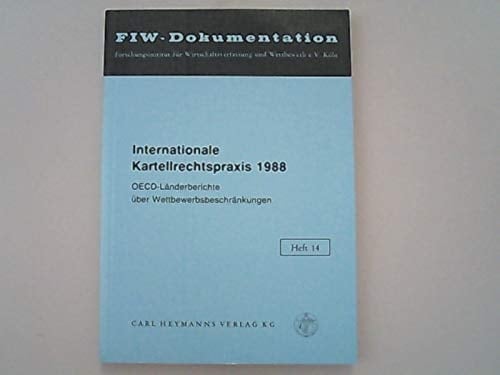 FIW-Dokumentation
Forschungsinstitut für Wirtschaftsverfassung und Wettbewerb e.V. Köln
Internationale
Kartellrechtspraxis 1988
OECD-Länderberichte
über Wettbewerbsbeschränkungen
Heft 14
CARL HEYMANNS VERLAG KG